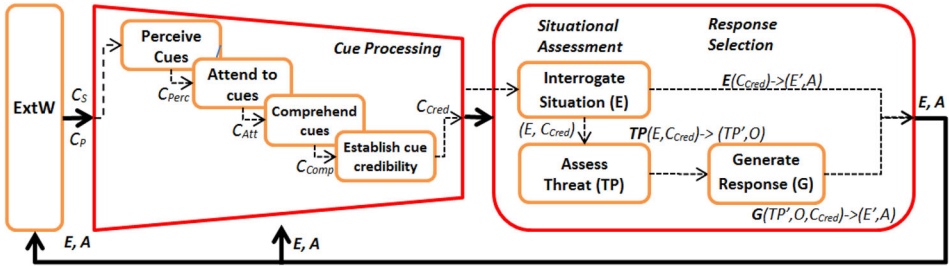 ExtW
C_S
C_P
Perceive
Cues
C_Perc
Attend to
cues
C_Att
Comprehend
cues
C_Comp
Establish cue
credibility
Cue Processing
C_Cred
Situational
Assessment
Response
Selection
Interrogate
Situation (E)
E(C_Cred)->(E',A)
(E, C_Cred)
TP(E,C_Cred)-> (TP',O)
Assess
Threat (TP)
Generate
Response (G)
G(TP',O,C_Cred)->(E',A)
E, A
E, A
E, A